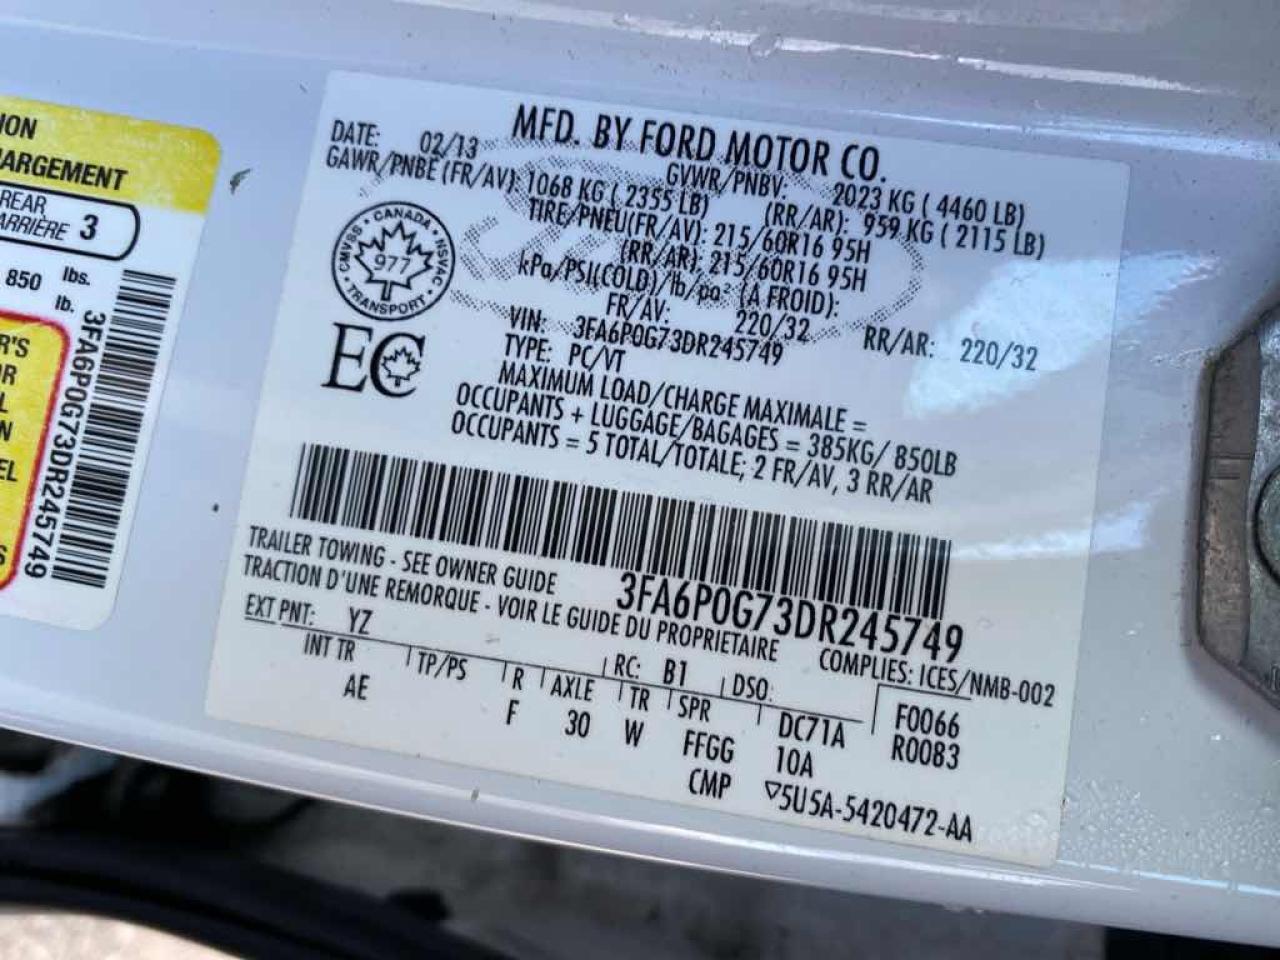 ION
HARGEMENT
REAR
ARRIÈRE 3
850 lbs.
lb.
R'S
OR
L
N
EL
S
3FA6P0G73DR245749
MFD. BY FORD MOTOR CO.
DATE: 02/13 GVWR/PNBV: 2023 KG ( 4460 LB)
GAWR/PNBE (FR/AV): 1068 KG ( 2355 LB) (RR/AR): 959 KG ( 2115 LB)
TIRE/PNEU(FR/AV): 215/60R16 95H
(RR/AR): 215/60R16 95H
kPa/PSI(COLD)/lb/po² (A FROID):
FR/AV: 220/32 RR/AR: 220/32
VIN: 3FA6P0G73DR245749
TYPE: PC/VT
MAXIMUM LOAD/CHARGE MAXIMALE =
OCCUPANTS + LUGGAGE/BAGAGES = 385KG/ 850LB
OCCUPANTS = 5 TOTAL/TOTALE; 2 FR/AV, 3 RR/AR
CMVSS • CANADA • NSVAC • TRANSPORT •
977
EC
3FA6P0G73DR245749
TRAILER TOWING - SEE OWNER GUIDE
TRACTION D'UNE REMORQUE - VOIR LE GUIDE DU PROPRIETAIRE
COMPLIES: ICES/NMB-002
EXT PNT: YZ RC: B1 DSO: F0066
INT TR TP/PS R AXLE TR SPR DC71A R0083
AE F 30 W FFGG 10A
CMP ▽5U5A-5420472-AA